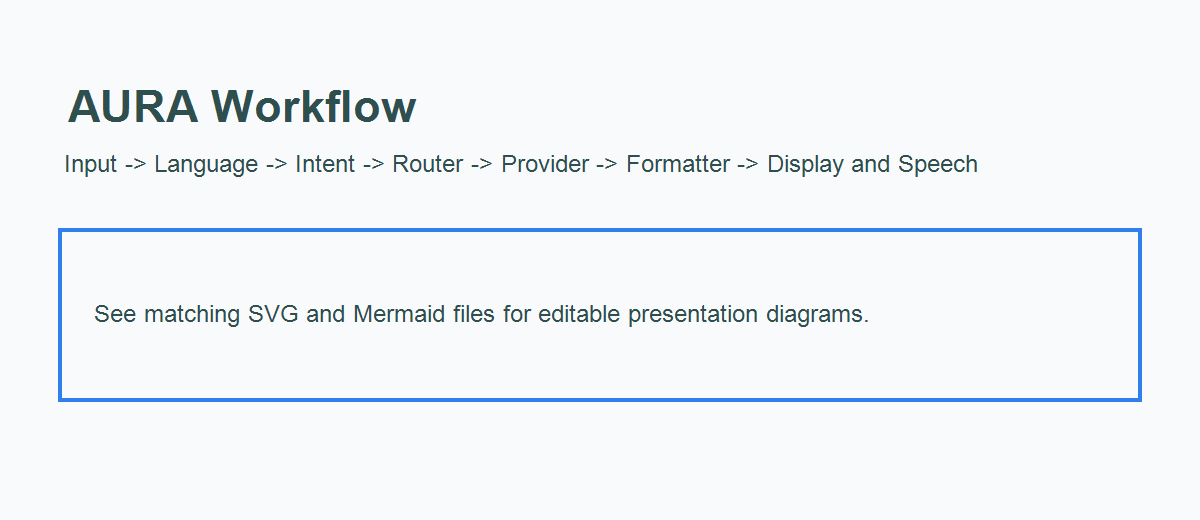 AURA Workflow
Input -> Language -> Intent -> Router -> Provider -> Formatter -> Display and Speech
See matching SVG and Mermaid files for editable presentation diagrams.